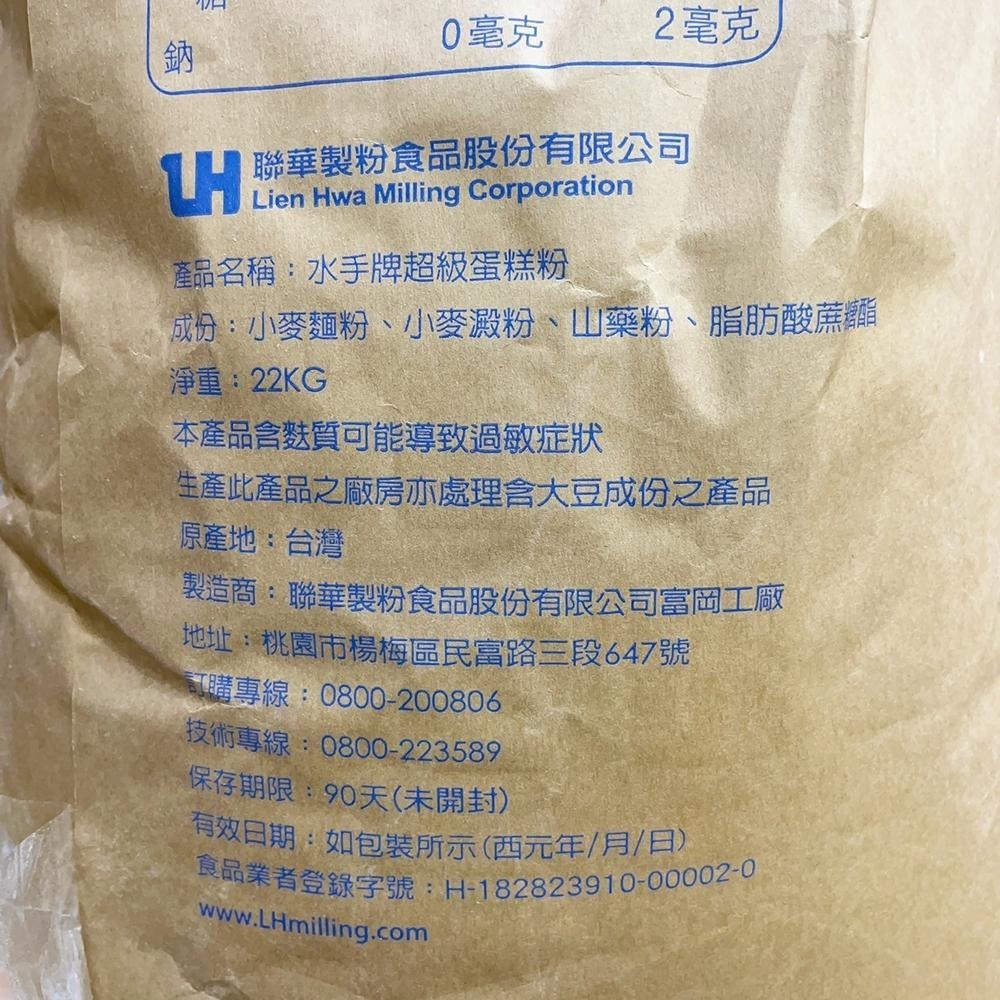 糖
鈉 0毫克 2毫克
LH 聯華製粉食品股份有限公司
Lien Hwa Milling Corporation
產品名稱：水手牌超級蛋糕粉
成份：小麥麵粉、小麥澱粉、山藥粉、脂肪酸蔗糖酯
淨重：22KG
本產品含麩質可能導致過敏症狀
生產此產品之廠房亦處理含大豆成份之產品
原產地：台灣
製造商：聯華製粉食品股份有限公司富岡工廠
地址：桃園市楊梅區民富路三段647號
訂購專線：0800-200806
技術專線：0800-223589
保存期限：90天(未開封)
有效日期：如包裝所示(西元年/月/日)
食品業者登錄字號：H-182823910-00002-0
www.LHmilling.com